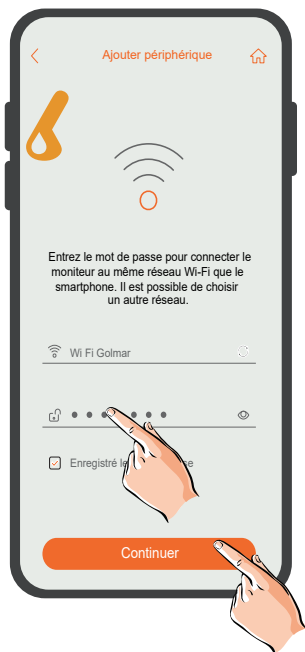 Ajouter périphérique
Entrez le mot de passe pour connecter le
moniteur au même réseau Wi-Fi que le
smartphone. Il est possible de choisir
un autre réseau.
Wi Fi Golmar
Enregistré le
Continuer